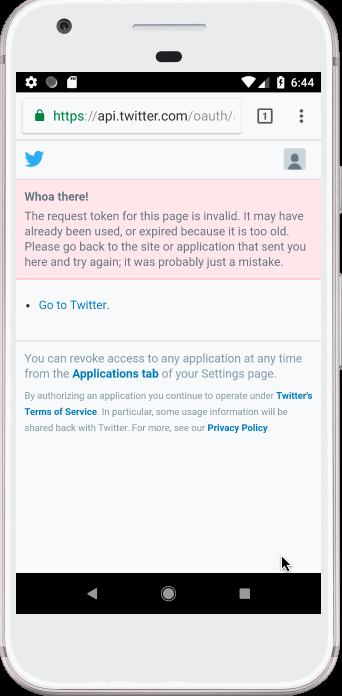 6:44
https://api.twitter.com/oauth/
1
Whoa there!
The request token for this page is invalid. It may have
already been used, or expired because it is too old.
Please go back to the site or application that sent you
here and try again; it was probably just a mistake.
• Go to Twitter.
You can revoke access to any application at any time
from the Applications tab of your Settings page.
By authorizing an application you continue to operate under Twitter's
Terms of Service. In particular, some usage information will be
shared back with Twitter. For more, see our Privacy Policy.